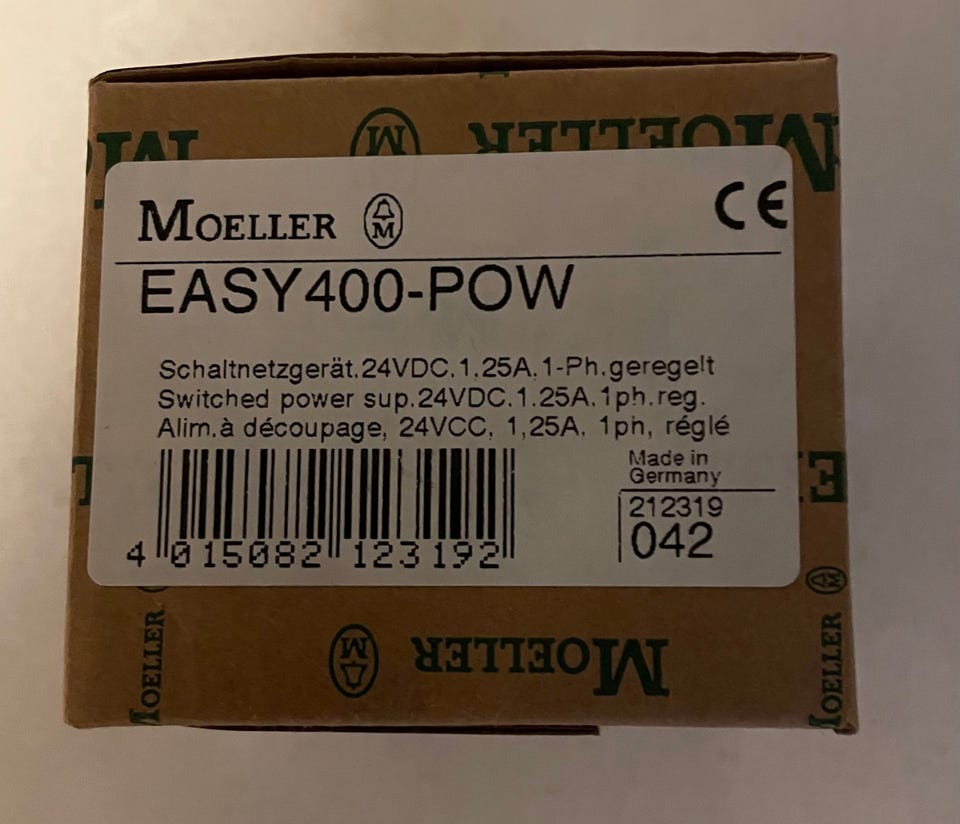 MOELLER
MOELLER M
CE
EASY400-POW
Schaltnetzgerät.24VDC.1.25A.1-Ph.geregelt
Switched power sup.24VDC.1.25A.1ph.reg.
Alim.à découpage, 24VCC, 1,25A, 1ph, réglé
Made in
Germany
212319
042
4 015082 123192
MOELLER
MOELLER
MOELLER